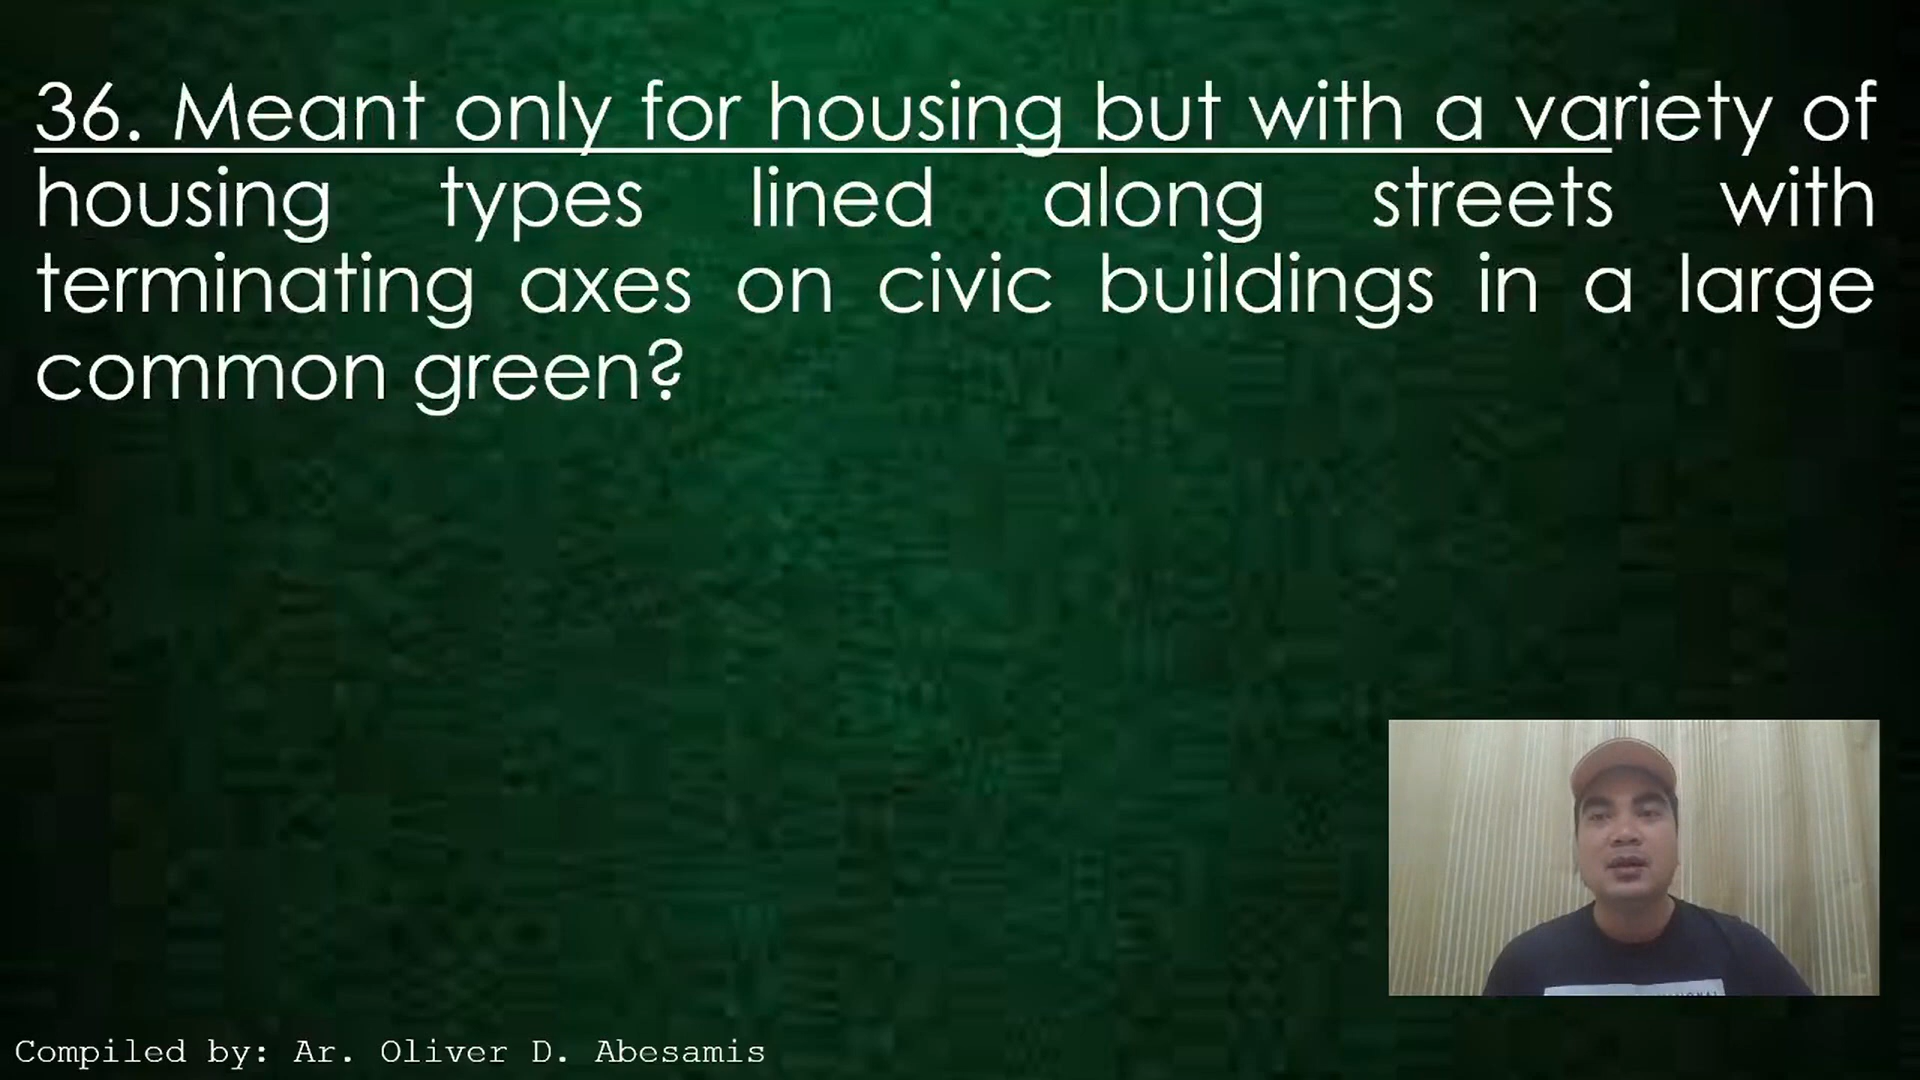 36. Meant only for housing but with a variety of
housing types lined along streets with
terminating axes on civic buildings in a large
common green?
Compiled by: Ar. Oliver D. Abesamis